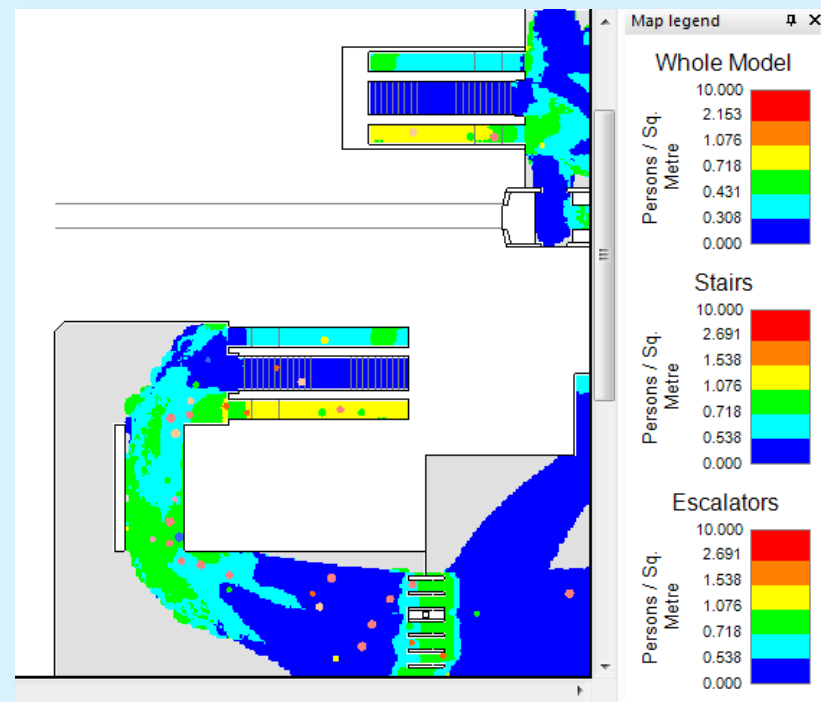 Map legend
Whole Model
10.000
2.153
1.076
0.718
0.431
0.308
0.000
Persons / Sq.
Metre
Stairs
10.000
2.691
1.538
1.076
0.718
0.538
0.000
Persons / Sq.
Metre
Escalators
10.000
2.691
1.538
1.076
0.718
0.538
0.000
Persons / Sq.
Metre